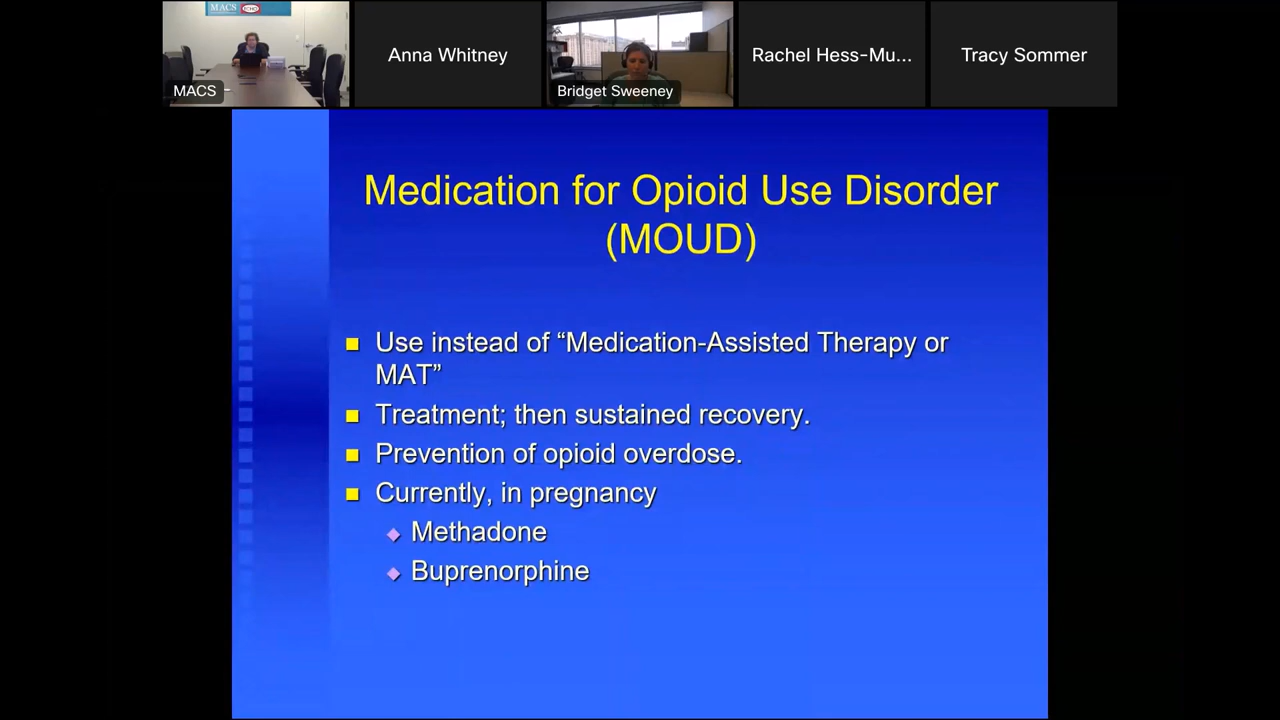 MACS ECHO
MACS
Anna Whitney
Bridget Sweeney
Rachel Hess-Mu...
Tracy Sommer
Medication for Opioid Use Disorder
(MOUD)
Use instead of “Medication-Assisted Therapy or
MAT”
Treatment; then sustained recovery.
Prevention of opioid overdose.
Currently, in pregnancy
Methadone
Buprenorphine